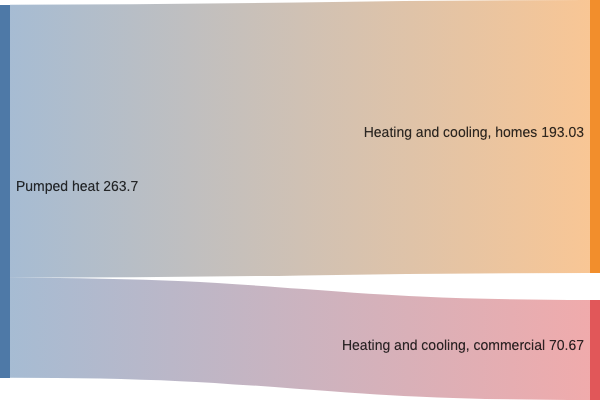 Heating and cooling, homes 193.03
Pumped heat 263.7
Heating and cooling, commercial 70.67